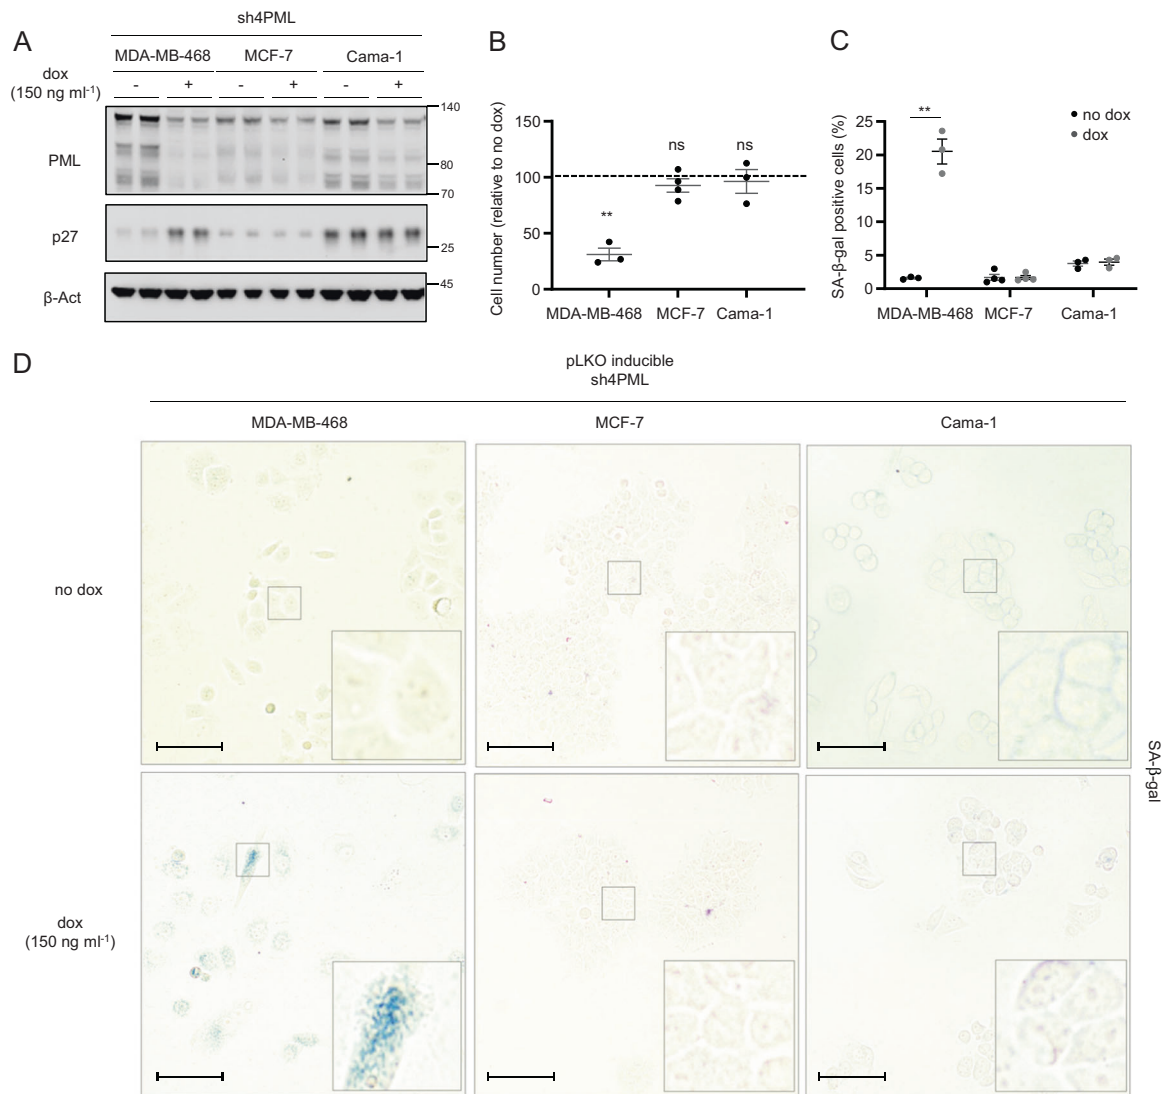 sh4PML
A
MDA-MB-468 MCF-7 Cama-1
dox
(150 ng ml-1)
- + - + - +
PML
140
80
70
p27
25
β-Act
45
B
Cell number (relative to no dox)
150
100
50
0
** ns ns
MDA-MB-468 MCF-7 Cama-1
C
SA-β-gal positive cells (%)
25
20
15
10
5
0
**
no dox
dox
MDA-MB-468 MCF-7 Cama-1
D
pLKO inducible
sh4PML
MDA-MB-468 MCF-7 Cama-1
no dox
dox
(150 ng ml-1)
SA-β-gal